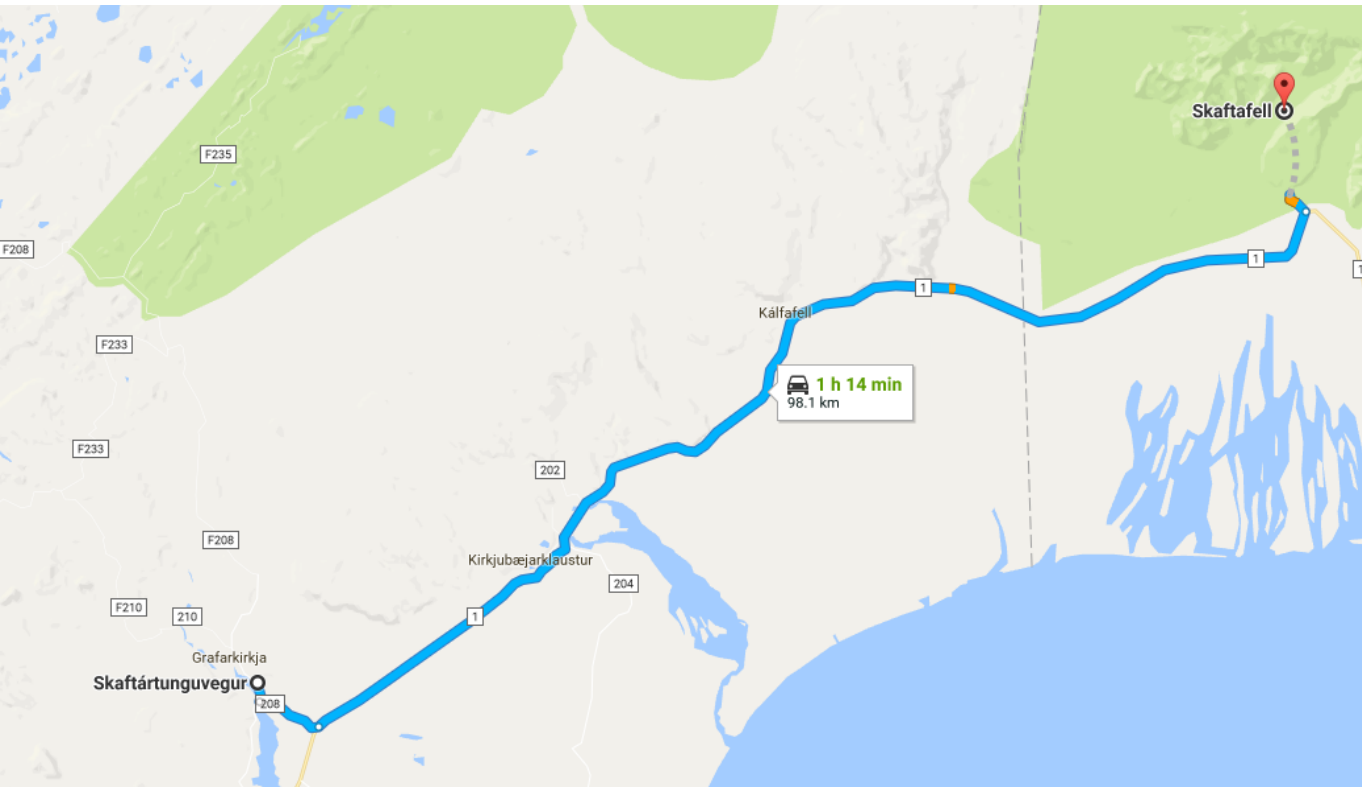 Skaftafell
F235
F208
1
1
1
Kálfafell
F233
1 h 14 min
98.1 km
F233
202
F208
Kirkjubæjarklaustur
204
F210
210
1
Grafarkirkja
Skaftártunguvegur
208